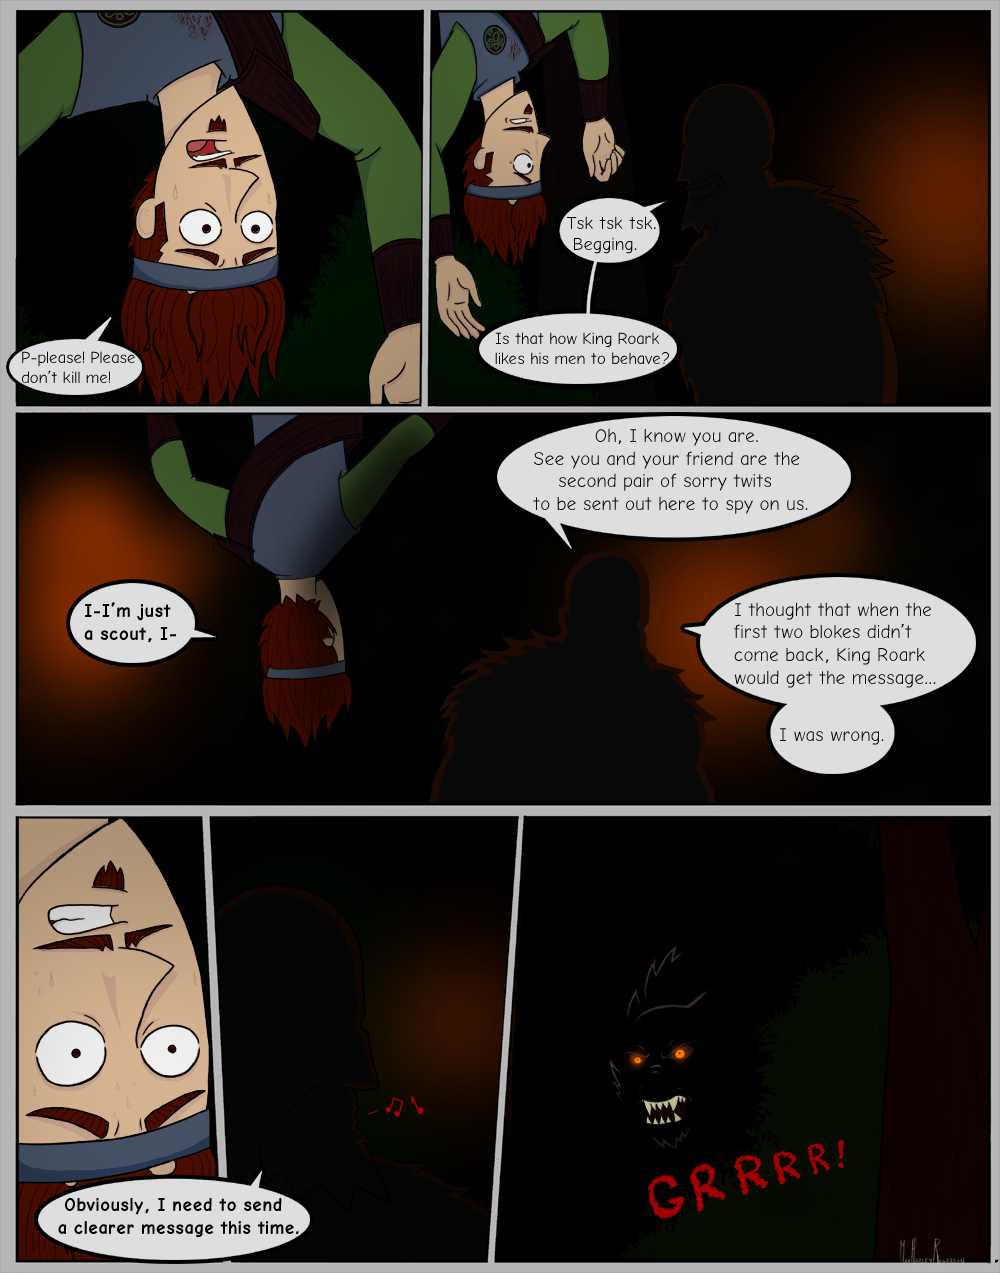 P-please! Please
don't kill me!
Tsk tsk tsk.
Begging.
Is that how King Roark
likes his men to behave?
I-I'm just
a scout, I-
Oh, I know you are.
See you and your friend are the
second pair of sorry twits
to be sent out here to spy on us.
I thought that when the
first two blokes didn't
come back, King Roark
would get the message...
I was wrong.
Obviously, I need to send
a clearer message this time.
GRRRR!